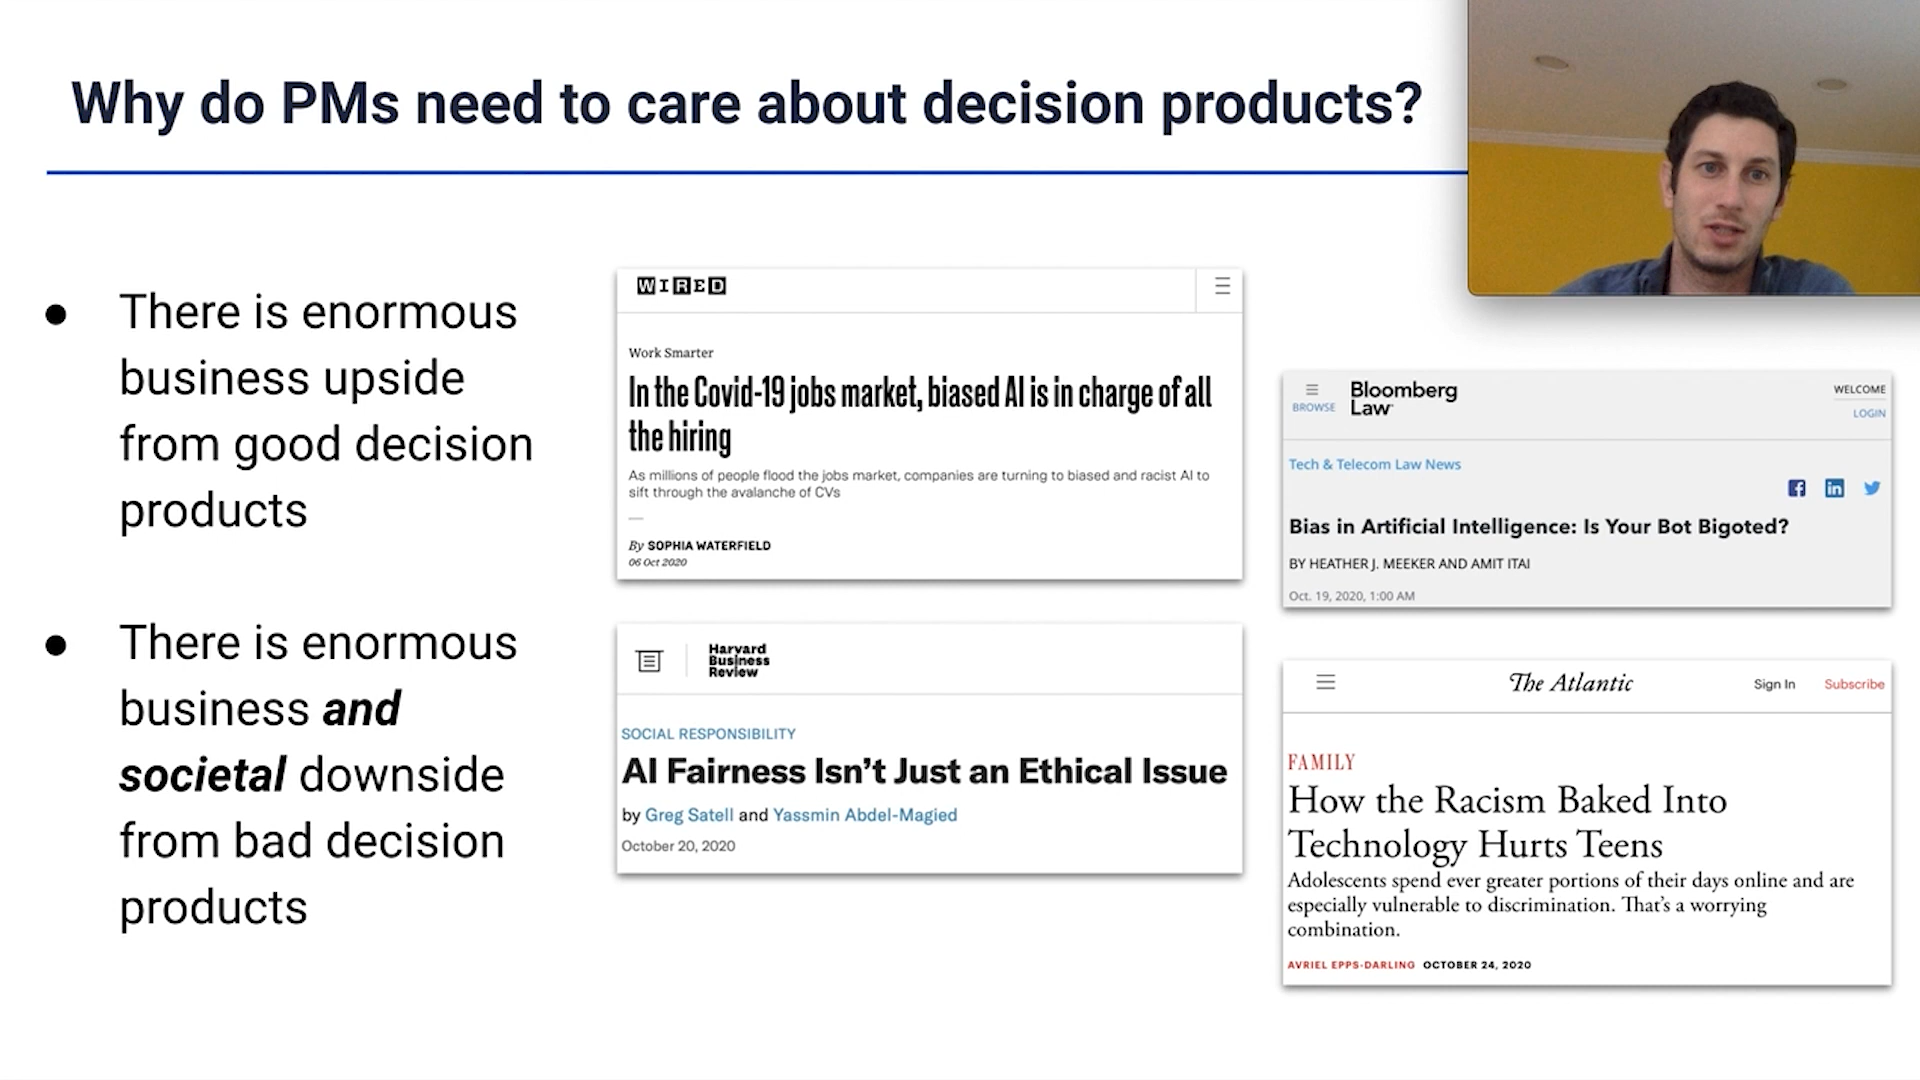 Why do PMs need to care about decision products?
● There is enormous
business upside
from good decision
products
● There is enormous
business and
societal downside
from bad decision
products
WIRED
Work Smarter
In the Covid-19 jobs market, biased AI is in charge of all
the hiring
As millions of people flood the jobs market, companies are turning to biased and racist AI to
sift through the avalanche of CVs
By SOPHIA WATERFIELD
06 Oct 2020
Harvard
Business
Review
SOCIAL RESPONSIBILITY
AI Fairness Isn't Just an Ethical Issue
by Greg Satell and Yassmin Abdel-Magied
October 20, 2020
BROWSE
Bloomberg
Law
WELCOME
LOGIN
Tech & Telecom Law News
Bias in Artificial Intelligence: Is Your Bot Bigoted?
BY HEATHER J. MEEKER AND AMIT ITAI
Oct. 19, 2020, 1:00 AM
The Atlantic
Sign In Subscribe
FAMILY
How the Racism Baked Into
Technology Hurts Teens
Adolescents spend ever greater portions of their days online and are
especially vulnerable to discrimination. That's a worrying
combination.
AVRIEL EPPS-DARLING OCTOBER 24, 2020